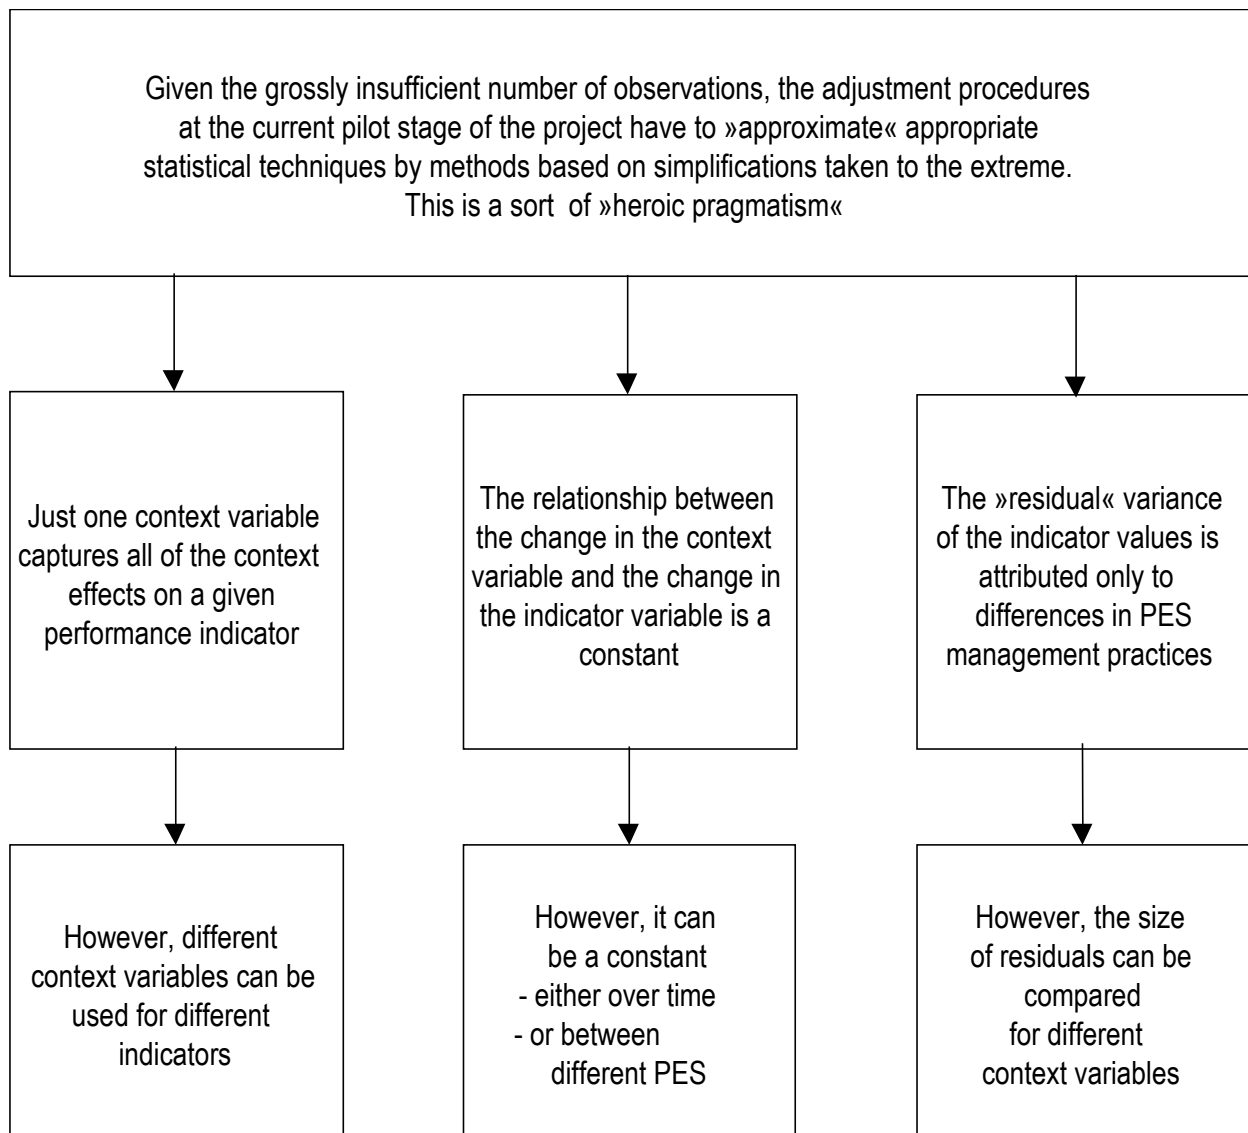 Given the grossly insufficient number of observations, the adjustment procedures
at the current pilot stage of the project have to »approximate« appropriate
statistical techniques by methods based on simplifications taken to the extreme.
This is a sort of »heroic pragmatism«
Just one context variable
captures all of the context
effects on a given
performance indicator
The relationship between
the change in the context
variable and the change in
the indicator variable is a
constant
The »residual« variance
of the indicator values is
attributed only to
differences in PES
management practices
However, different
context variables can be
used for different
indicators
However, it can
be a constant
- either over time
- or between
different PES
However, the size
of residuals can be
compared
for different
context variables